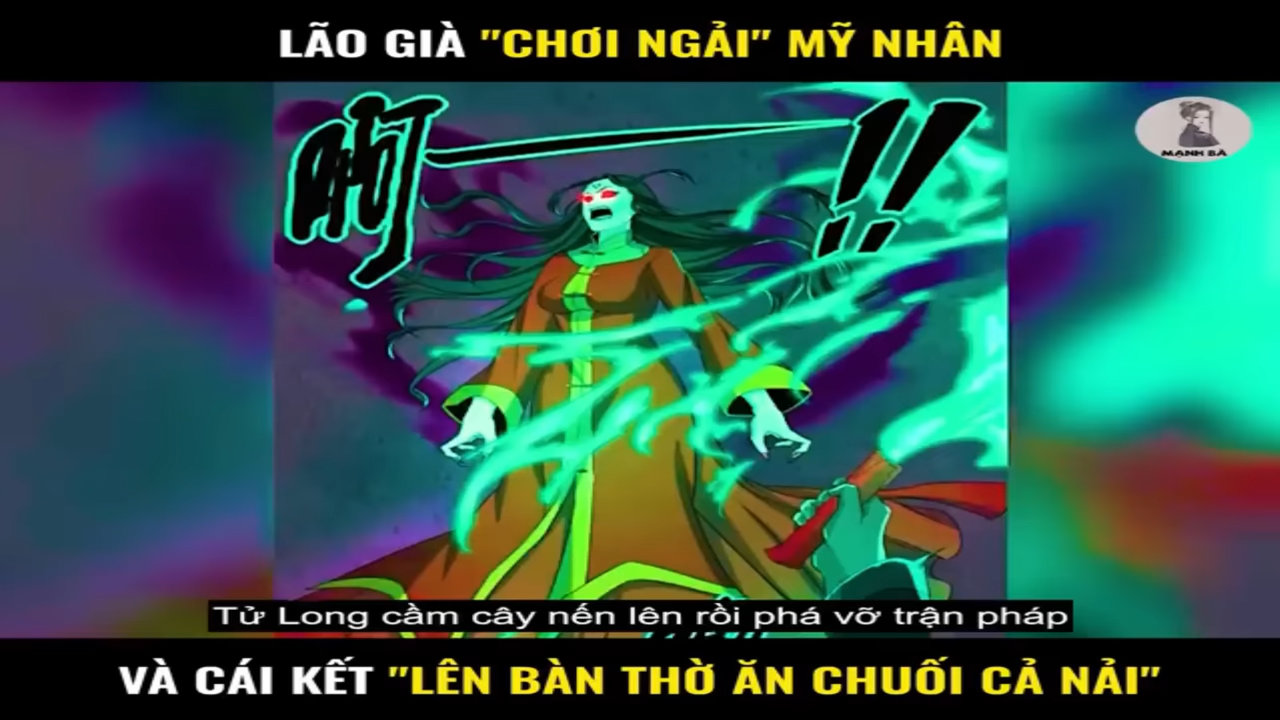 LÃO GIÀ "CHƠI NGẢI" MỸ NHÂN
!!
MẠNH BÀ
Tử Long cầm cây nến lên rồi phá vỡ trận pháp
VÀ CÁI KẾT "LÊN BÀN THỜ ĂN CHUỐI CẢ NẢI"